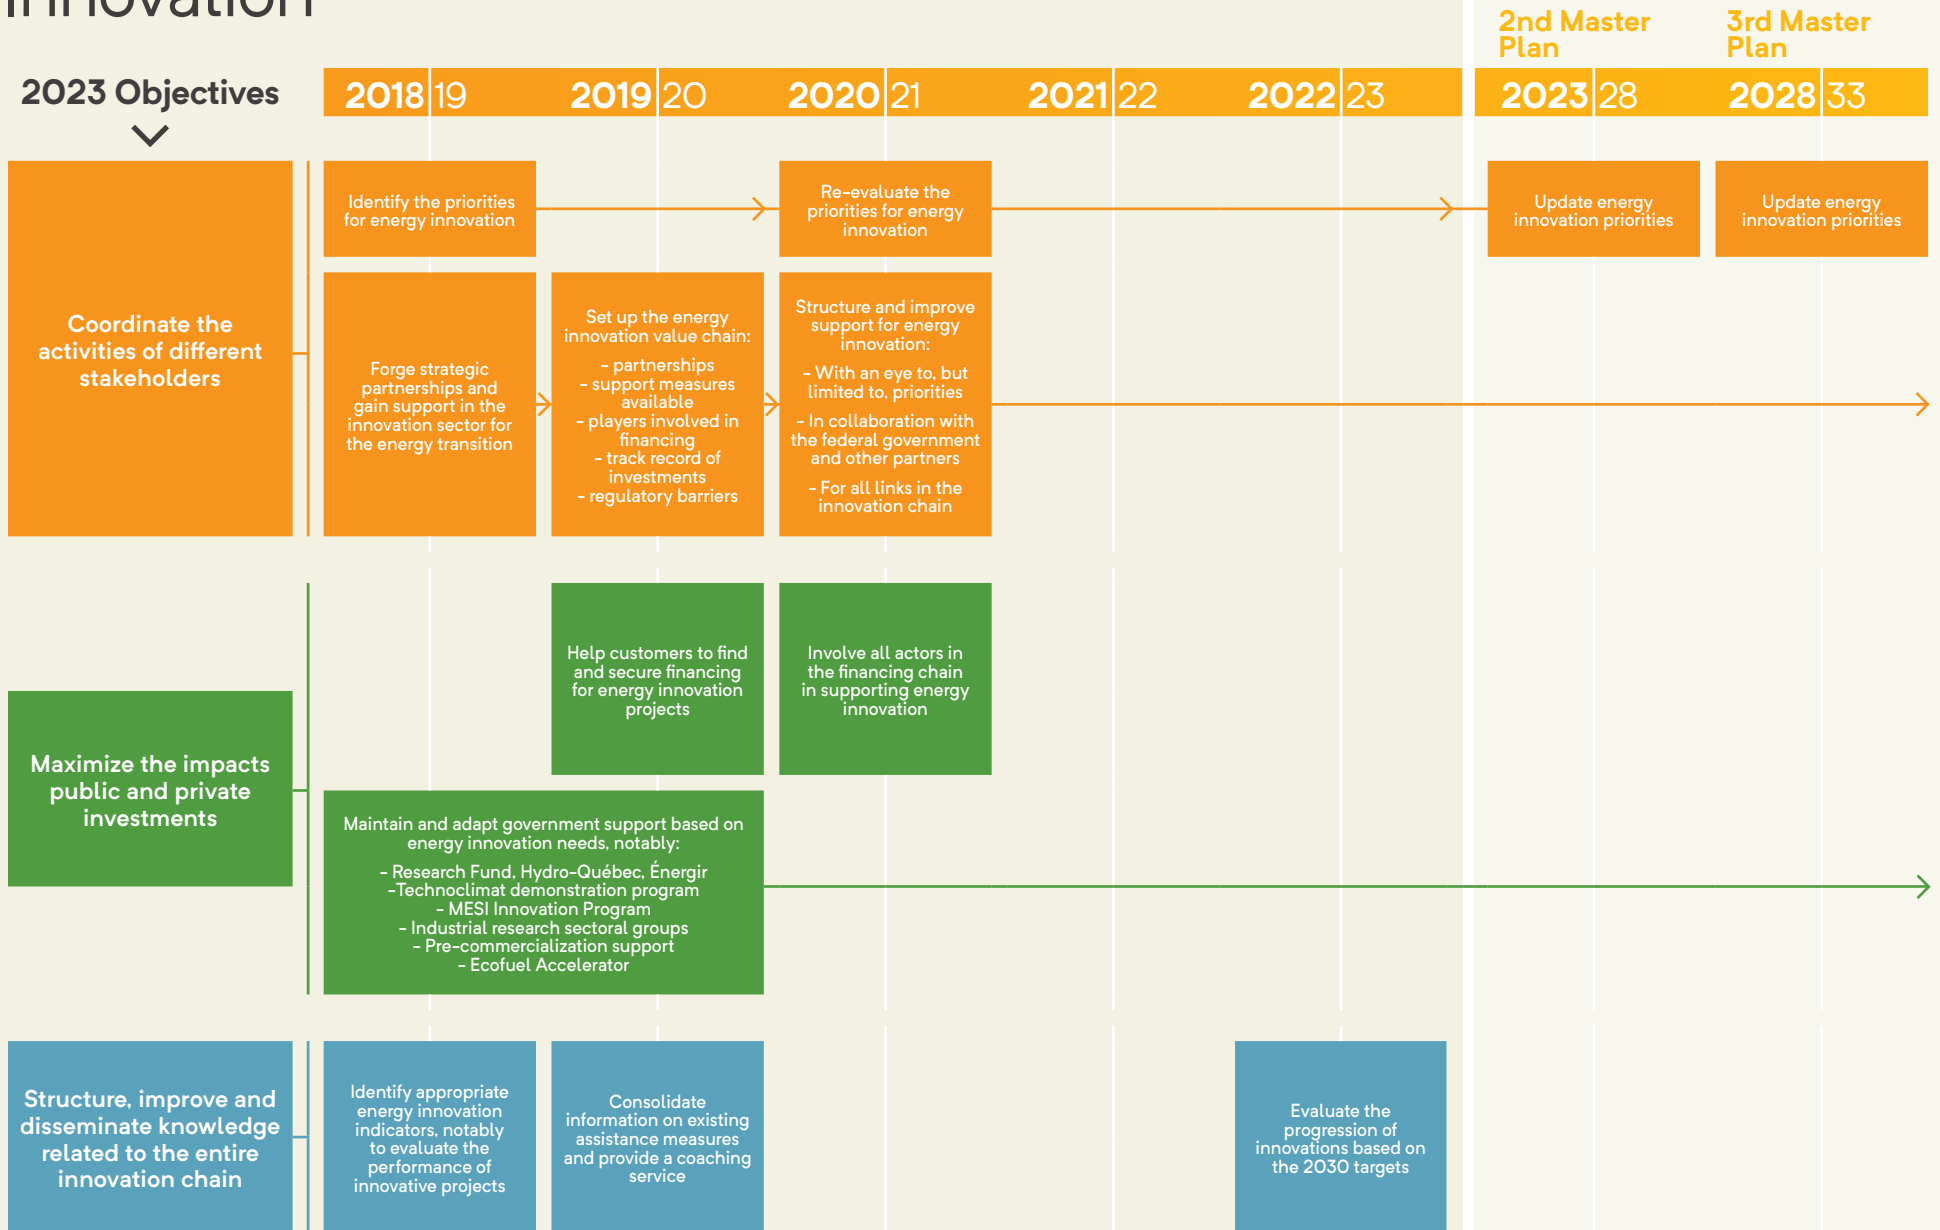 innovation
2nd Master
Plan
3rd Master
Plan
2023 Objectives
2018|19
2019|20
2020|21
2021|22
2022|23
2023|28
2028|33
Coordinate the
activities of different
stakeholders
Identify the priorities
for energy innovation
Re-evaluate the
priorities for energy
innovation
Update energy
innovation priorities
Update energy
innovation priorities
Forge strategic
partnerships and
gain support in the
innovation sector for
the energy transition
Set up the energy
innovation value chain:
- partnerships
- support measures
available
- players involved in
financing
- track record of
investments
- regulatory barriers
Structure and improve
support for energy
innovation:
- With an eye to, but
limited to, priorities
- In collaboration with
the federal government
and other partners
- For all links in the
innovation chain
Maximize the impacts
public and private
investments
Help customers to find
and secure financing
for energy innovation
projects
Involve all actors in
the financing chain
in supporting energy
innovation
Maintain and adapt government support based on
energy innovation needs, notably:
- Research Fund, Hydro-Québec, Énergir
-Technoclimat demonstration program
- MESI Innovation Program
- Industrial research sectoral groups
- Pre-commercialization support
- Ecofuel Accelerator
Structure, improve and
disseminate knowledge
related to the entire
innovation chain
Identify appropriate
energy innovation
indicators, notably
to evaluate the
performance of
innovative projects
Consolidate
information on existing
assistance measures
and provide a coaching
service
Evaluate the
progression of
innovations based on
the 2030 targets